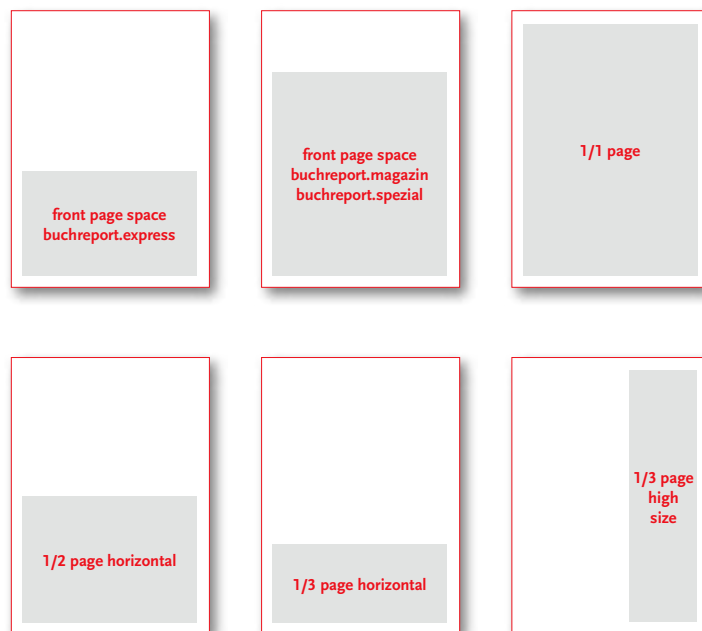 front page space
buchreport.express
front page space
buchreport.magazin
buchreport.spezial
1/1 page
1/2 page horizontal
1/3 page horizontal
1/3 page
high
size